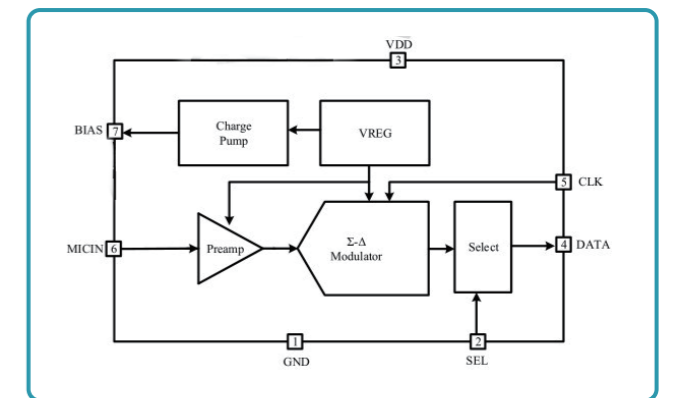 VDD
3
BIAS 7
Charge
Pump
VREG
5 CLK
MICIN 6
Preamp
Σ-Δ
Modulator
Select
4 DATA
1
GND
2
SEL